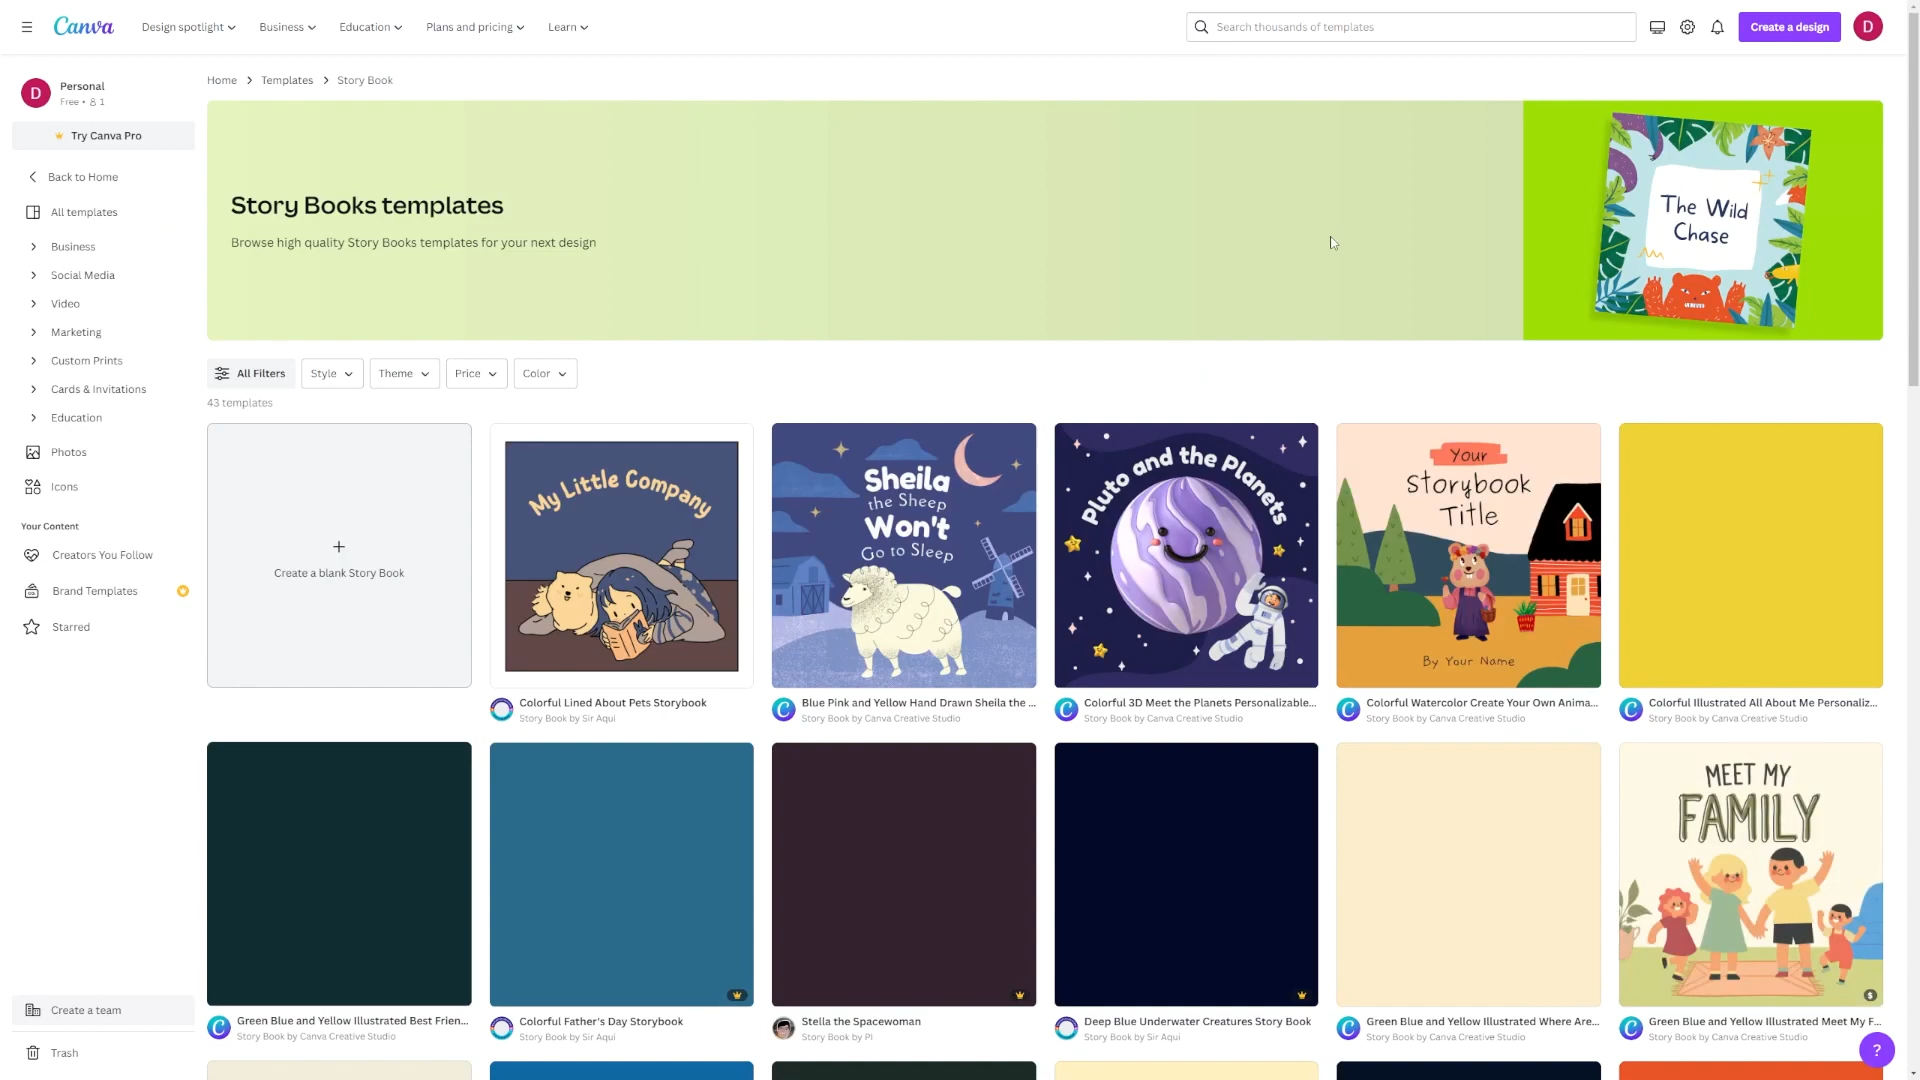 Canva
Design spotlight
Business
Education
Plans and pricing
Learn
Search thousands of templates
Create a design
D
D
Personal
Free • 1
Try Canva Pro
Back to Home
All templates
Business
Social Media
Video
Marketing
Custom Prints
Cards & Invitations
Education
Photos
Icons
Your Content
Creators You Follow
Brand Templates
Starred
Create a team
Trash
Home
Templates
Story Book
Story Books templates
Browse high quality Story Books templates for your next design
The Wild
Chase
All Filters
Style
Theme
Price
Color
43 templates
Create a blank Story Book
My Little Company
Colorful Lined About Pets Storybook
Story Book by Sir Aqui
Sheila
the Sheep
Won't
Go to Sleep
C
Blue Pink and Yellow Hand Drawn Sheila the ...
Story Book by Canva Creative Studio
Pluto and the Planets
C
Colorful 3D Meet the Planets Personalizable...
Story Book by Canva Creative Studio
Your
Storybook
Title
By Your Name
C
Colorful Watercolor Create Your Own Anima...
Story Book by Canva Creative Studio
C
Colorful Illustrated All About Me Personaliz...
Story Book by Canva Creative Studio
C
Green Blue and Yellow Illustrated Best Frien...
Story Book by Canva Creative Studio
Colorful Father's Day Storybook
Story Book by Sir Aqui
Stella the Spacewoman
Story Book by PI
Deep Blue Underwater Creatures Story Book
Story Book by Sir Aqui
C
Green Blue and Yellow Illustrated Where Are...
Story Book by Canva Creative Studio
MEET MY
FAMILY
$
C
Green Blue and Yellow Illustrated Meet My F...
Story Book by Canva Creative Studio
?